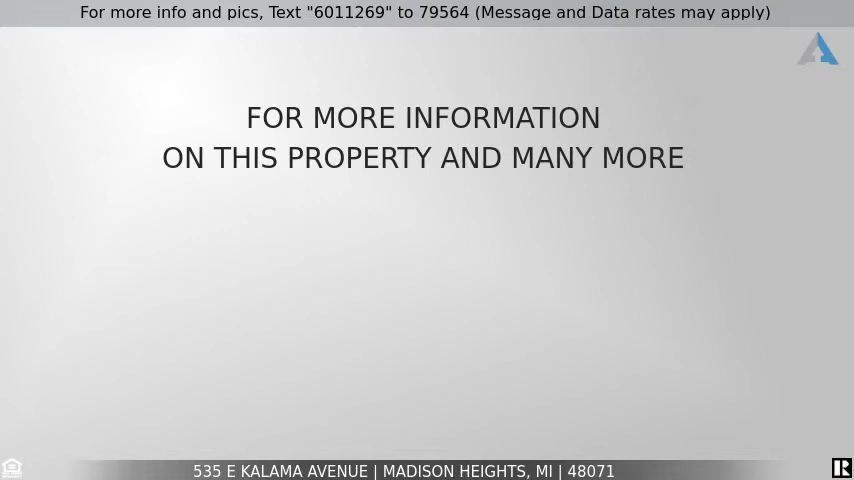 For more info and pics, Text "6011269" to 79564 (Message and Data rates may apply)
FOR MORE INFORMATION
ON THIS PROPERTY AND MANY MORE
535 E KALAMA AVENUE | MADISON HEIGHTS, MI | 48071